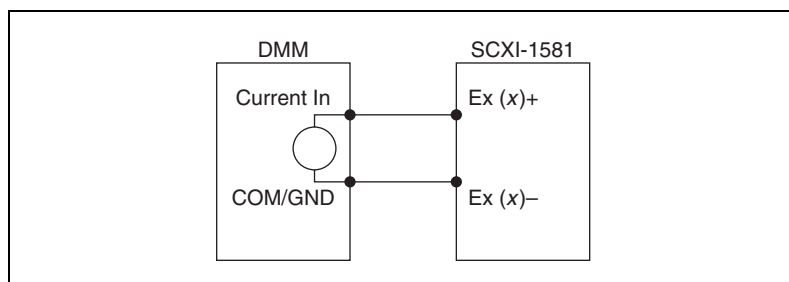 DMM SCXI-1581
Current In Ex (x)+
COM/GND Ex (x)–